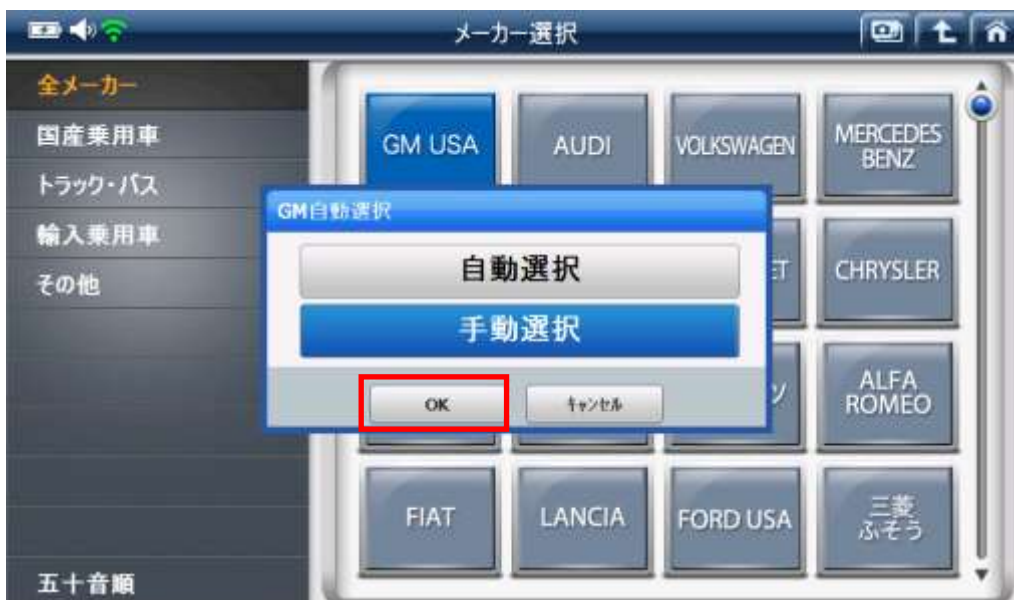 メーカー選択
全メーカー
国産乗用車
トラック・バス
輸入乗用車
その他
五十音順
GM USA
AUDI
VOLKSWAGEN
MERCEDES
BENZ
GM自動選択
自動選択
手動選択
OK
キャンセル
ET
CHRYSLER
ツ
ALFA
ROMEO
FIAT
LANCIA
FORD USA
三菱
ふそう